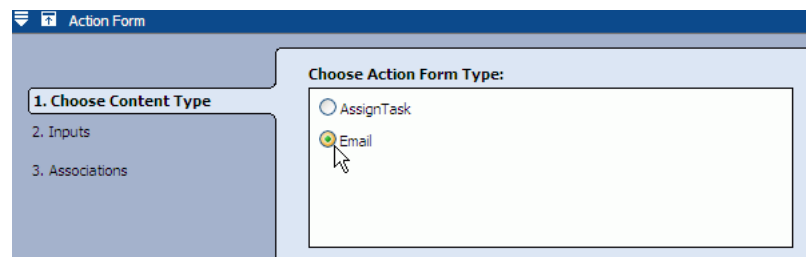 Action Form
Choose Action Form Type:
1. Choose Content Type
AssignTask
2. Inputs
Email
3. Associations